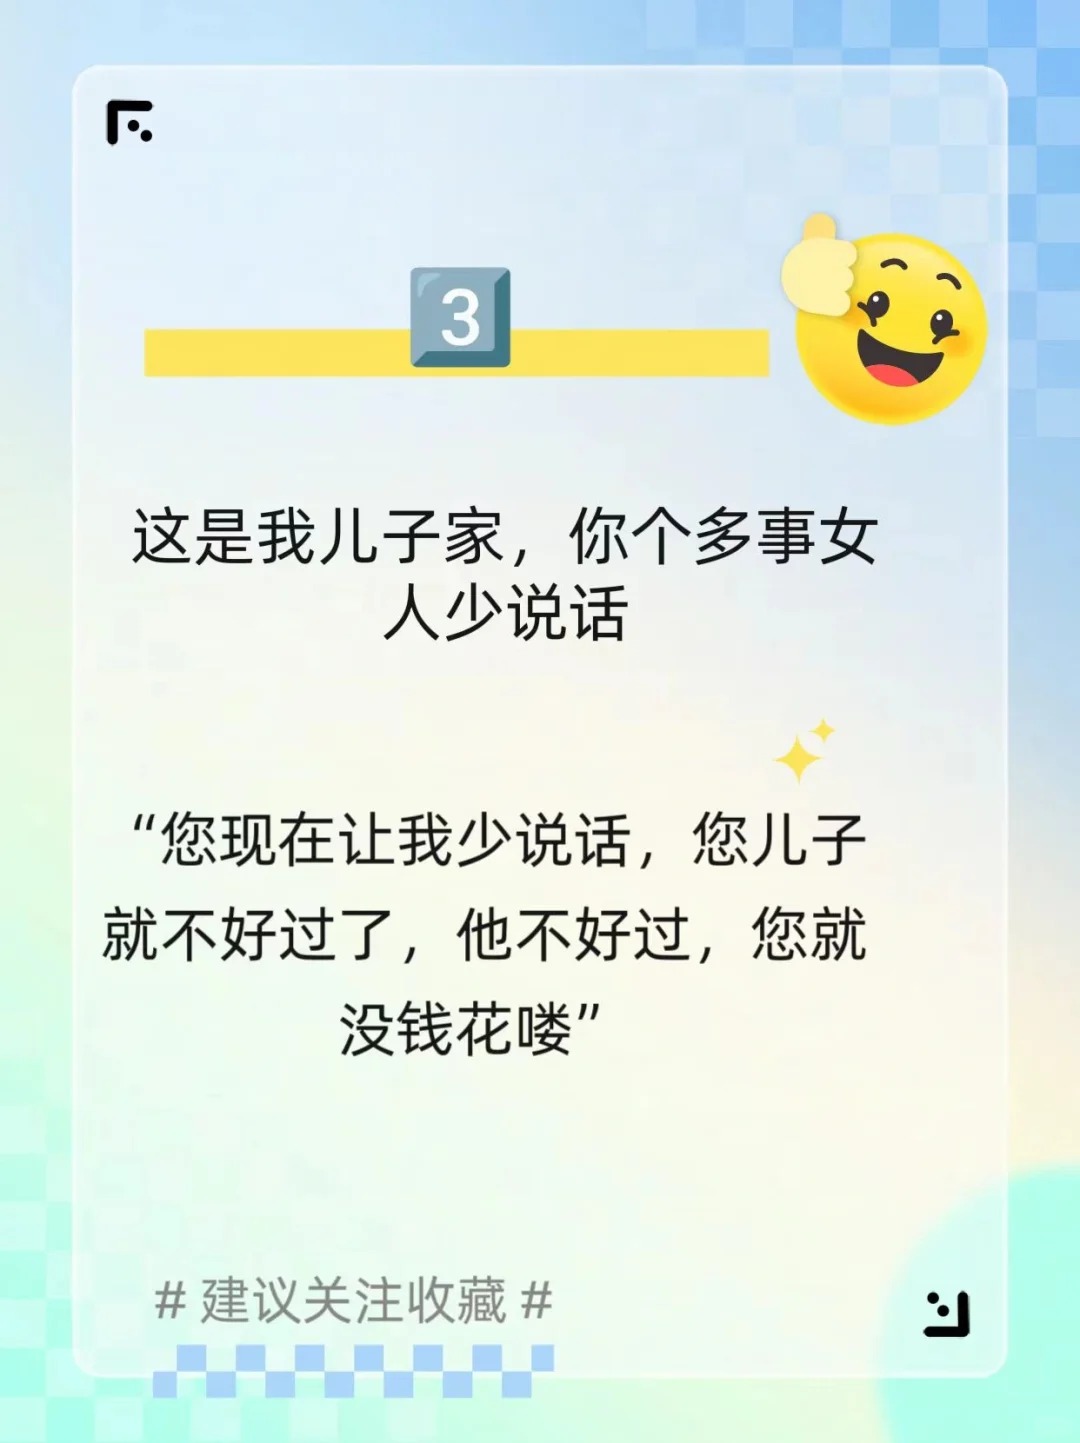 3
这是我儿子家，你个多事女
人少说话
“您现在让我少说话，您儿子
就不好过了，他不好过，您就
没钱花喽”
# 建议关注收藏 #